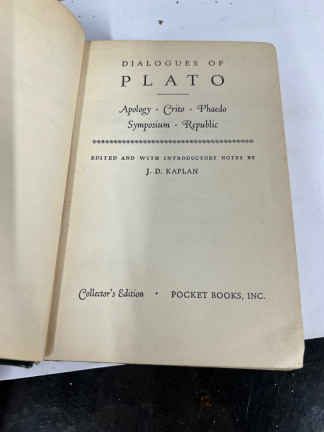 DIALOGUES OF
PLATO
Apology · Crito · Phaedo
Symposium · Republic
EDITED AND WITH INTRODUCTORY NOTES BY
J. D. KAPLAN
Collector's Edition · POCKET BOOKS, INC.